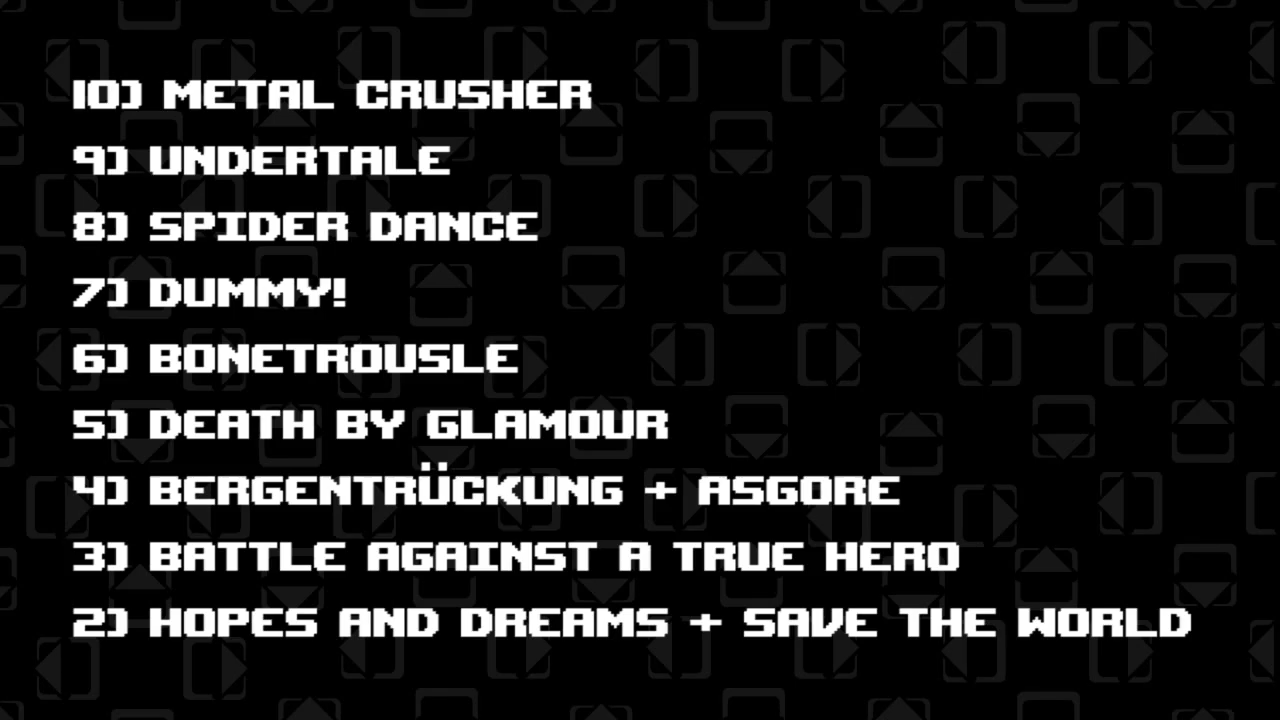 10) METAL CRUSHER
9) UNDERTALE
8) SPIDER DANCE
7) DUMMY!
6) BONETROUSLE
5) DEATH BY GLAMOUR
4) BERGENTRÜCKUNG + ASGORE
3) BATTLE AGAINST A TRUE HERO
2) HOPES AND DREAMS + SAVE THE WORLD